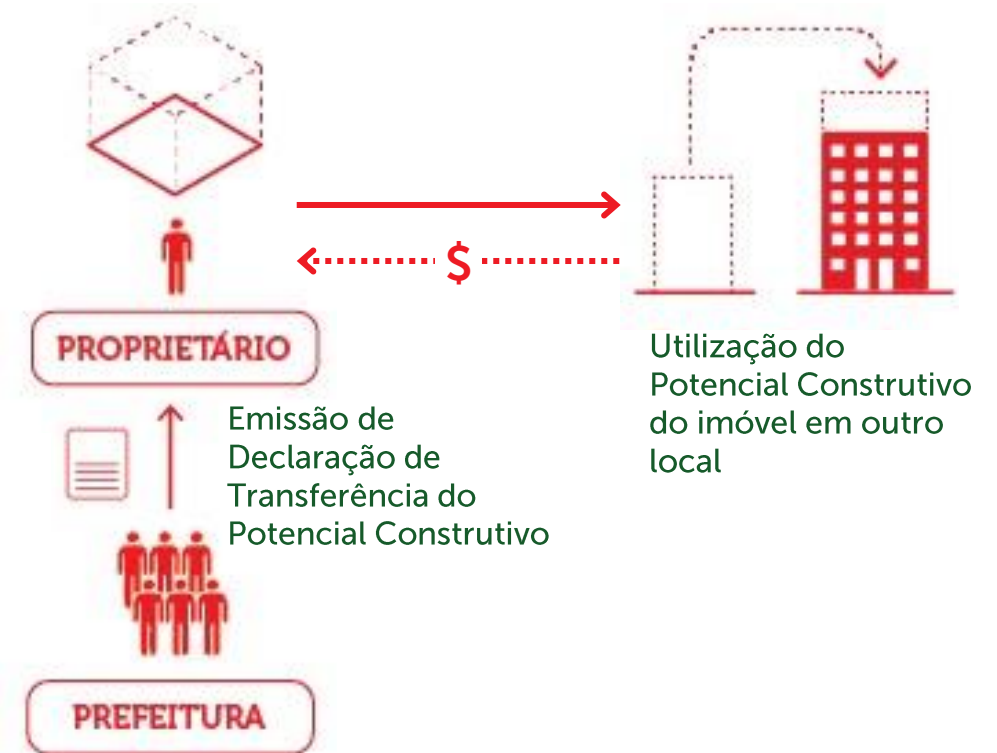 $
PROPRIETÁRIO
Emissão de
Declaração de
Transferência do
Potencial Construtivo
PREFEITURA
Utilização do
Potencial Construtivo
do imóvel em outro
local